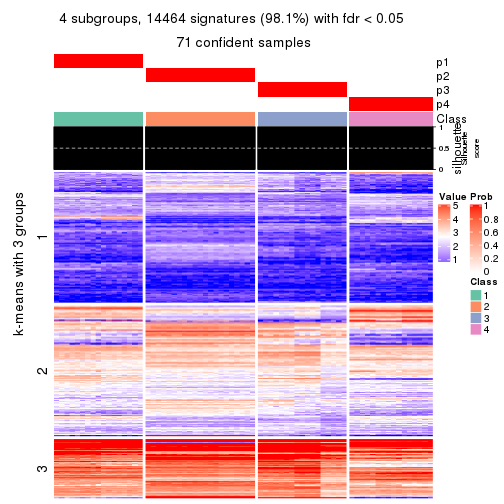 4 subgroups, 14464 signatures (98.1%) with fdr < 0.05
71 confident samples
p1
p2
p3
p4
Class
silhouette
Silhouette
score
1
0.5
0
k-means with 3 groups
1
2
3
Value
5
4
3
2
1
Prob
1
0.8
0.6
0.4
0.2
0
Class
1
2
3
4